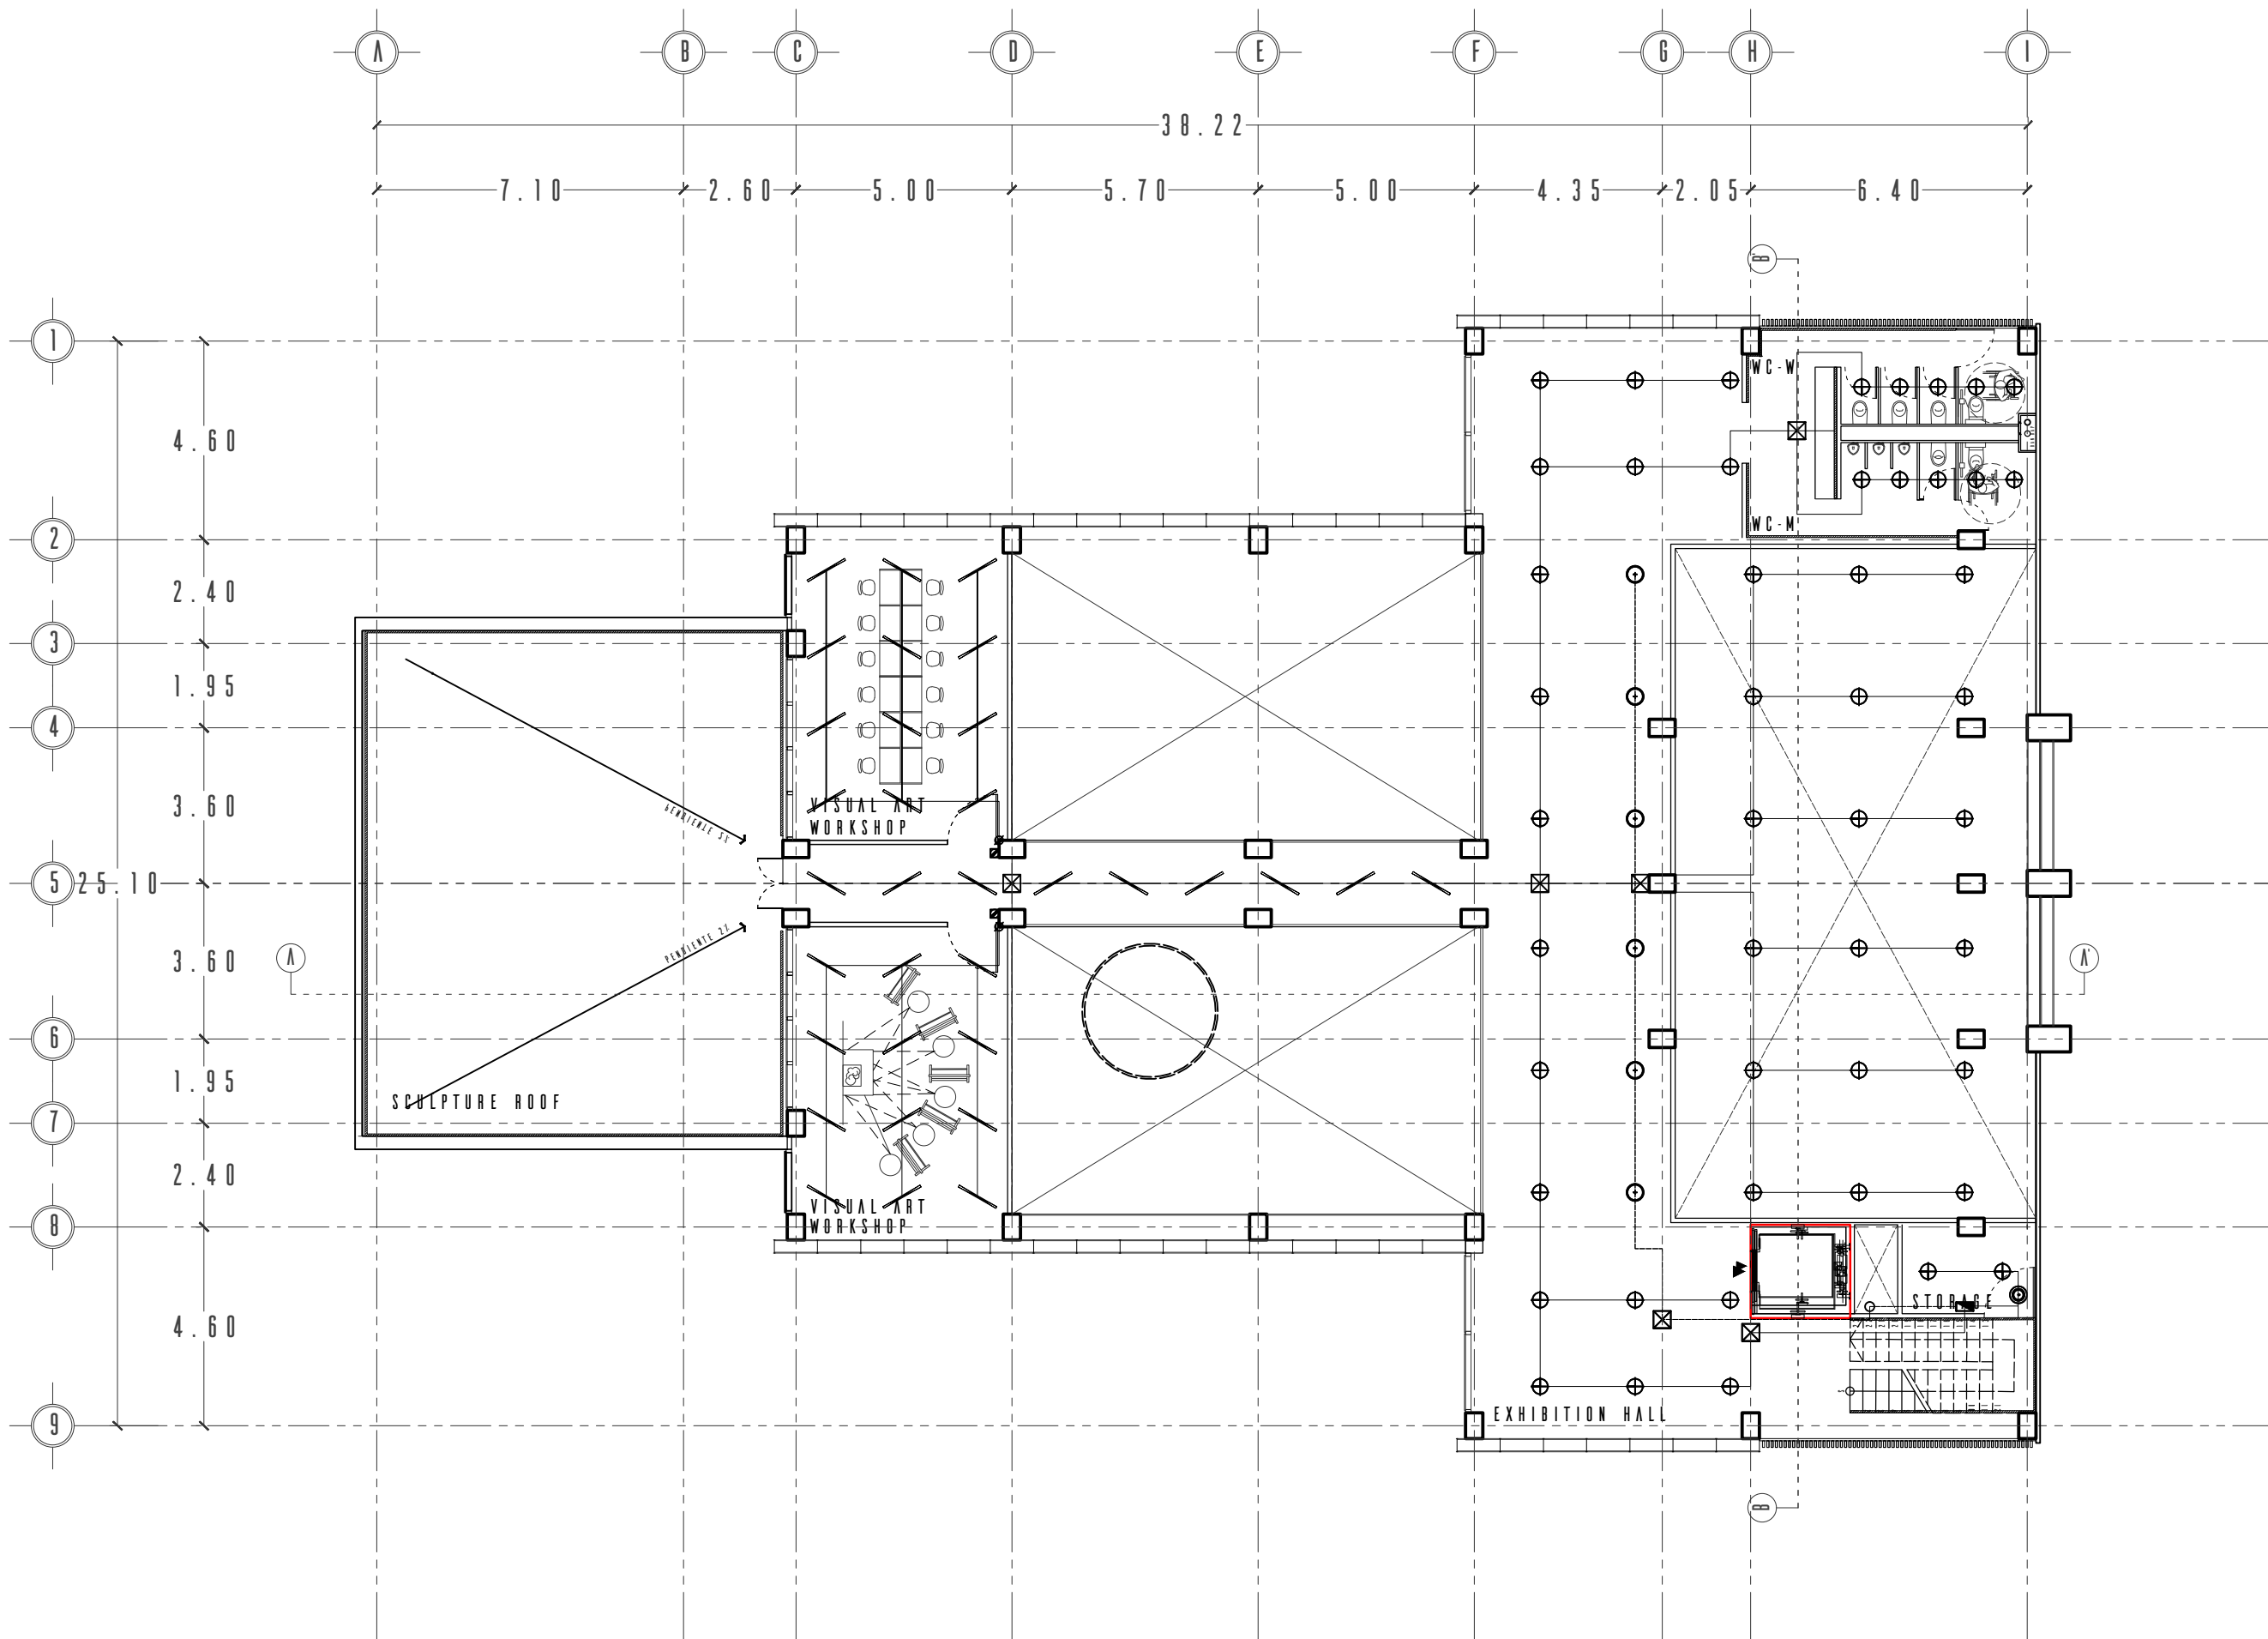 A B C D E F G H I
38.22
7.10 2.60 5.00 5.70 5.00 4.35 2.05 6.40
B
1
WC-W
4.60
2
WC-M
2.40
3
1.95
4
3.60
VISUAL ART
WORKSHOP
5 25.10
PENDIENTE 2%
3.60
A A'
6
1.95
SCULPTURE ROOF
7
2.40
VISUAL ART
8
WORKSHOP
STORAGE
4.60
EXHIBITION HALL
9
B